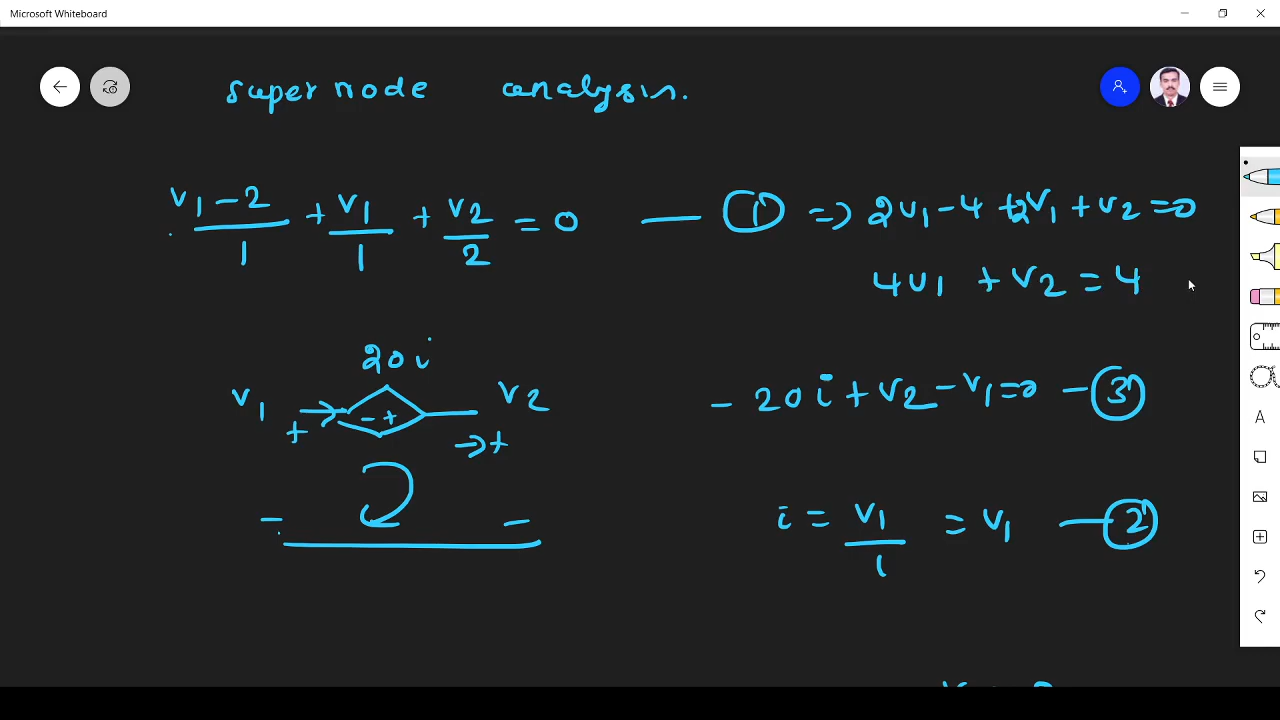 Microsoft Whiteboard
super node analysis.
v1 - 2 / 1 + v1 / 1 + v2 / 2 = 0 — ① => 2v1 - 4 + 2v1 + v2 = 0
4v1 + v2 = 4
20i
v1 - + v2
+ => +
- 20i + v2 - v1 = 0 — ③
- -
i = v1 / 1 = v1 — ②
A